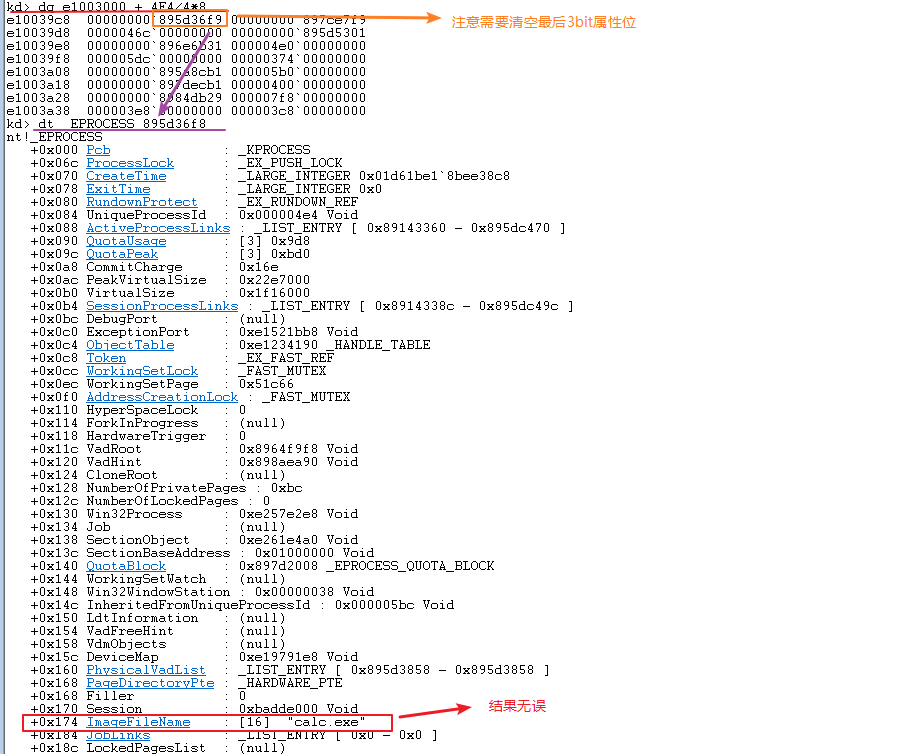 kd> dq e1003000 + 4E4/4*8
e10039c8 00000000`895d36f9 00000000`897ce7f9
注意需要清空最后3bit属性位
e10039d8 0000046c`00000000 00000000`895d5301
e10039e8 00000000`896e6b31 000004e0`00000000
e10039f8 000005dc`00000000 00000374`00000000
e1003a08 00000000`895 8cb1 000005b0`00000000
e1003a18 00000000`897decb1 00000400`00000000
e1003a28 00000000`8984db29 000007f8`00000000
e1003a38 000003e8`00000000 000003c8`00000000
kd> dt _EPROCESS 895d36f8
nt!_EPROCESS
+0x000 Pcb : _KPROCESS
+0x06c ProcessLock : _EX_PUSH_LOCK
+0x070 CreateTime : _LARGE_INTEGER 0x01d61be1`8bee38c8
+0x078 ExitTime : _LARGE_INTEGER 0x0
+0x080 RundownProtect : _EX_RUNDOWN_REF
+0x084 UniqueProcessId : 0x000004e4 Void
+0x088 ActiveProcessLinks : _LIST_ENTRY [ 0x89143360 - 0x895dc470 ]
+0x090 QuotaUsage : [3] 0x9d8
+0x09c QuotaPeak : [3] 0xbd0
+0x0a8 CommitCharge : 0x16e
+0x0ac PeakVirtualSize : 0x22e7000
+0x0b0 VirtualSize : 0x1f16000
+0x0b4 SessionProcessLinks : _LIST_ENTRY [ 0x8914338c - 0x895dc49c ]
+0x0bc DebugPort : (null)
+0x0c0 ExceptionPort : 0xe1521bb8 Void
+0x0c4 ObjectTable : 0xe1234190 _HANDLE_TABLE
+0x0c8 Token : _EX_FAST_REF
+0x0cc WorkingSetLock : _FAST_MUTEX
+0x0ec WorkingSetPage : 0x51c66
+0x0f0 AddressCreationLock : _FAST_MUTEX
+0x110 HyperSpaceLock : 0
+0x114 ForkInProgress : (null)
+0x118 HardwareTrigger : 0
+0x11c VadRoot : 0x8964f9f8 Void
+0x120 VadHint : 0x898aea90 Void
+0x124 CloneRoot : (null)
+0x128 NumberOfPrivatePages : 0xbc
+0x12c NumberOfLockedPages : 0
+0x130 Win32Process : 0xe257e2e8 Void
+0x134 Job : (null)
+0x138 SectionObject : 0xe261e4a0 Void
+0x13c SectionBaseAddress : 0x01000000 Void
+0x140 QuotaBlock : 0x897d2008 _EPROCESS_QUOTA_BLOCK
+0x144 WorkingSetWatch : (null)
+0x148 Win32WindowStation : 0x00000038 Void
+0x14c InheritedFromUniqueProcessId : 0x000005bc Void
+0x150 LdtInformation : (null)
+0x154 VadFreeHint : (null)
+0x158 VdmObjects : (null)
+0x15c DeviceMap : 0xe19791e8 Void
+0x160 PhysicalVadList : _LIST_ENTRY [ 0x895d3858 - 0x895d3858 ]
+0x168 PageDirectoryPte : _HARDWARE_PTE
+0x168 Filler : 0
+0x170 Session : 0xbadde000 Void
结果无误
+0x174 ImageFileName : [16] "calc.exe"
+0x184 JobLinks : _LIST_ENTRY [ 0x0 - 0x0 ]
+0x18c LockedPagesList : (null)